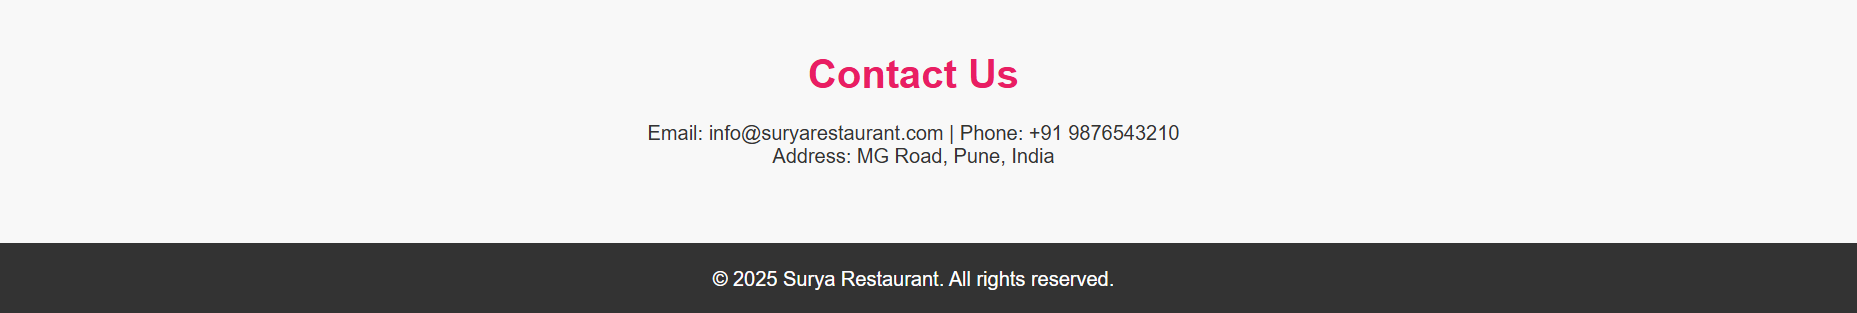 Contact Us
Email: info@suryarestaurant.com | Phone: +91 9876543210
Address: MG Road, Pune, India
© 2025 Surya Restaurant. All rights reserved.